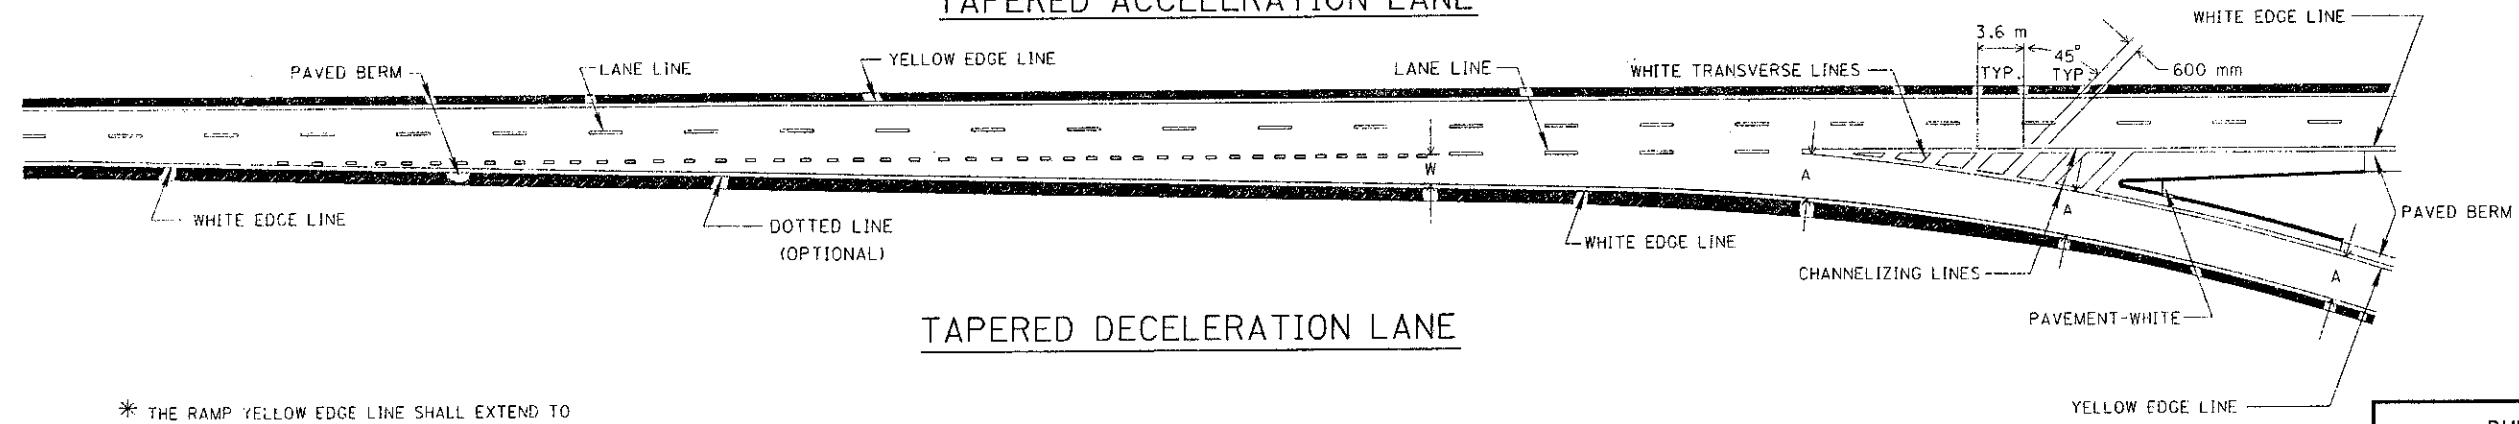 TAPERED ACCELERATION LANE
WHITE EDGE LINE
3.6 m
45°
PAVED BERM
LANE LINE
YELLOW EDGE LINE
LANE LINE
WHITE TRANSVERSE LINES
TYP.
TYP.
600 mm
W
A
WHITE EDGE LINE
DOTTED LINE
(OPTIONAL)
WHITE EDGE LINE
A
PAVED BERM
CHANNELIZING LINES
A
PAVEMENT-WHITE
TAPERED DECELERATION LANE
YELLOW EDGE LINE
* THE RAMP YELLOW EDGE LINE SHALL EXTEND TO